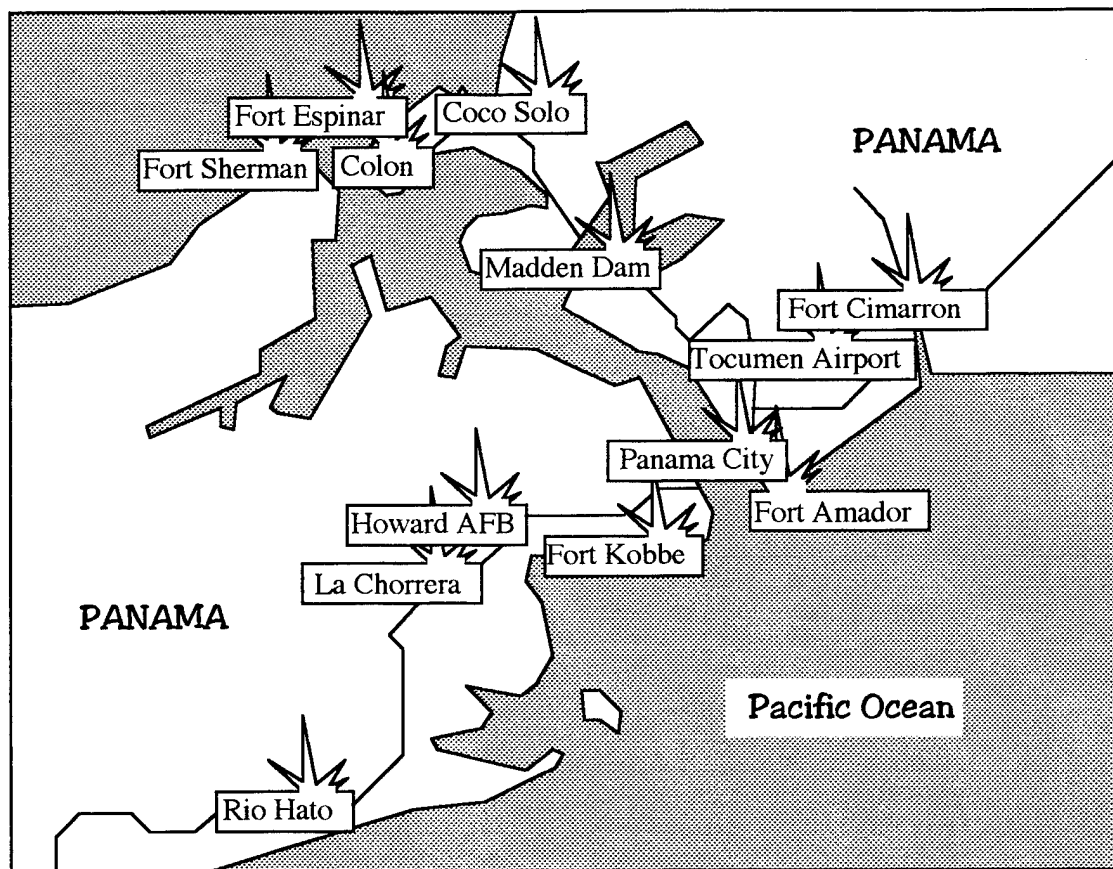 Fort Espinar
Coco Solo
Fort Sherman
Colon
PANAMA
Madden Dam
Fort Cimarron
Tocumen Airport
Panama City
Fort Amador
Howard AFB
Fort Kobbe
La Chorrera
PANAMA
Pacific Ocean
Rio Hato